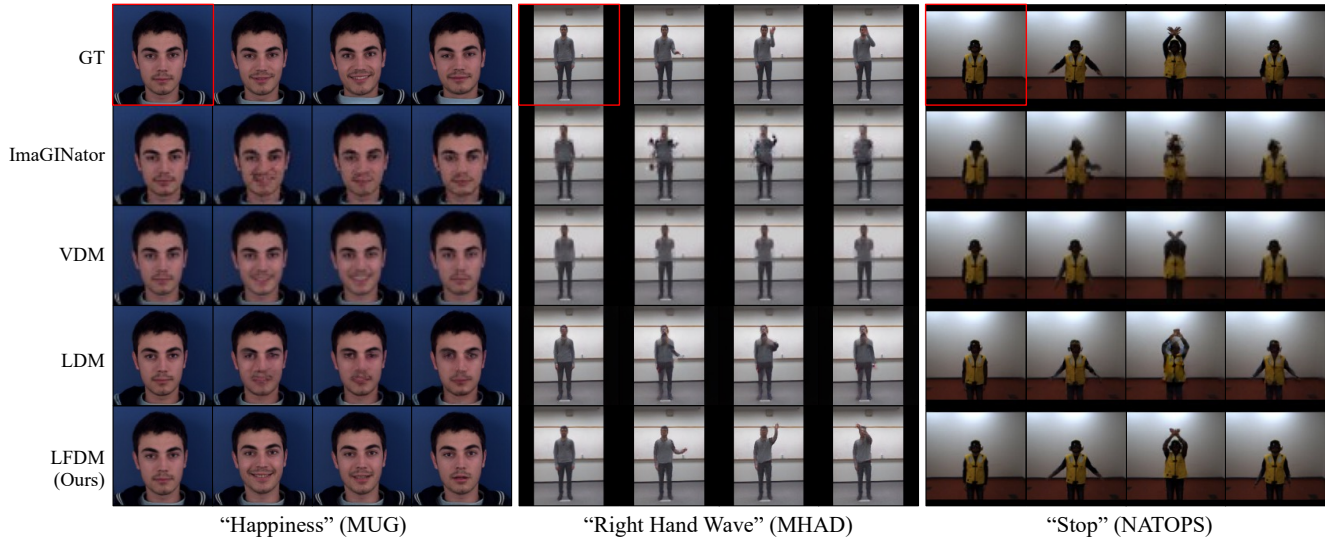 GT
ImaGINator
VDM
LDM
LFDM
(Ours)
“Happiness” (MUG)
“Right Hand Wave” (MHAD)
“Stop” (NATOPS)